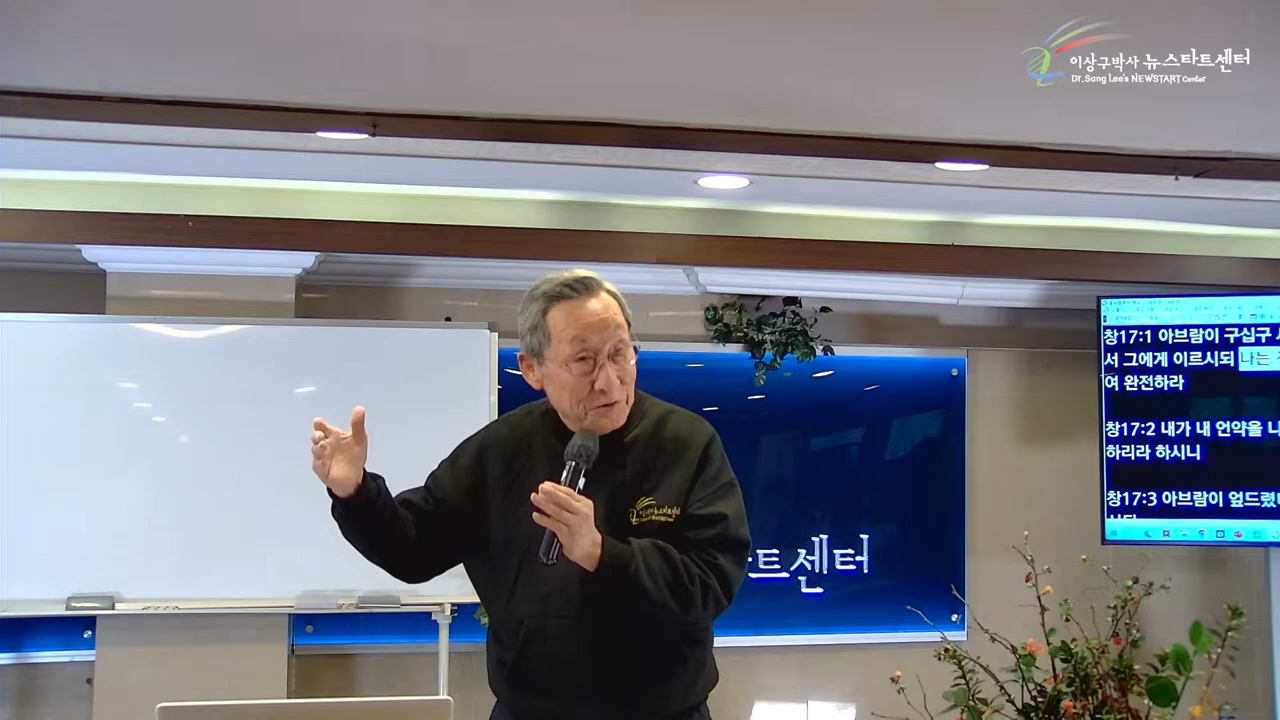 이상구박사 뉴스타트센터
Dr.Sang Lee's NEWSTART Center
창17:1 아브람이 구십구
서 그에게 이르시되 나는
여 완전하라
창17:2 내가 내 언약을
하리라 하시니
창17:3 아브람이 엎드렸
타트센터